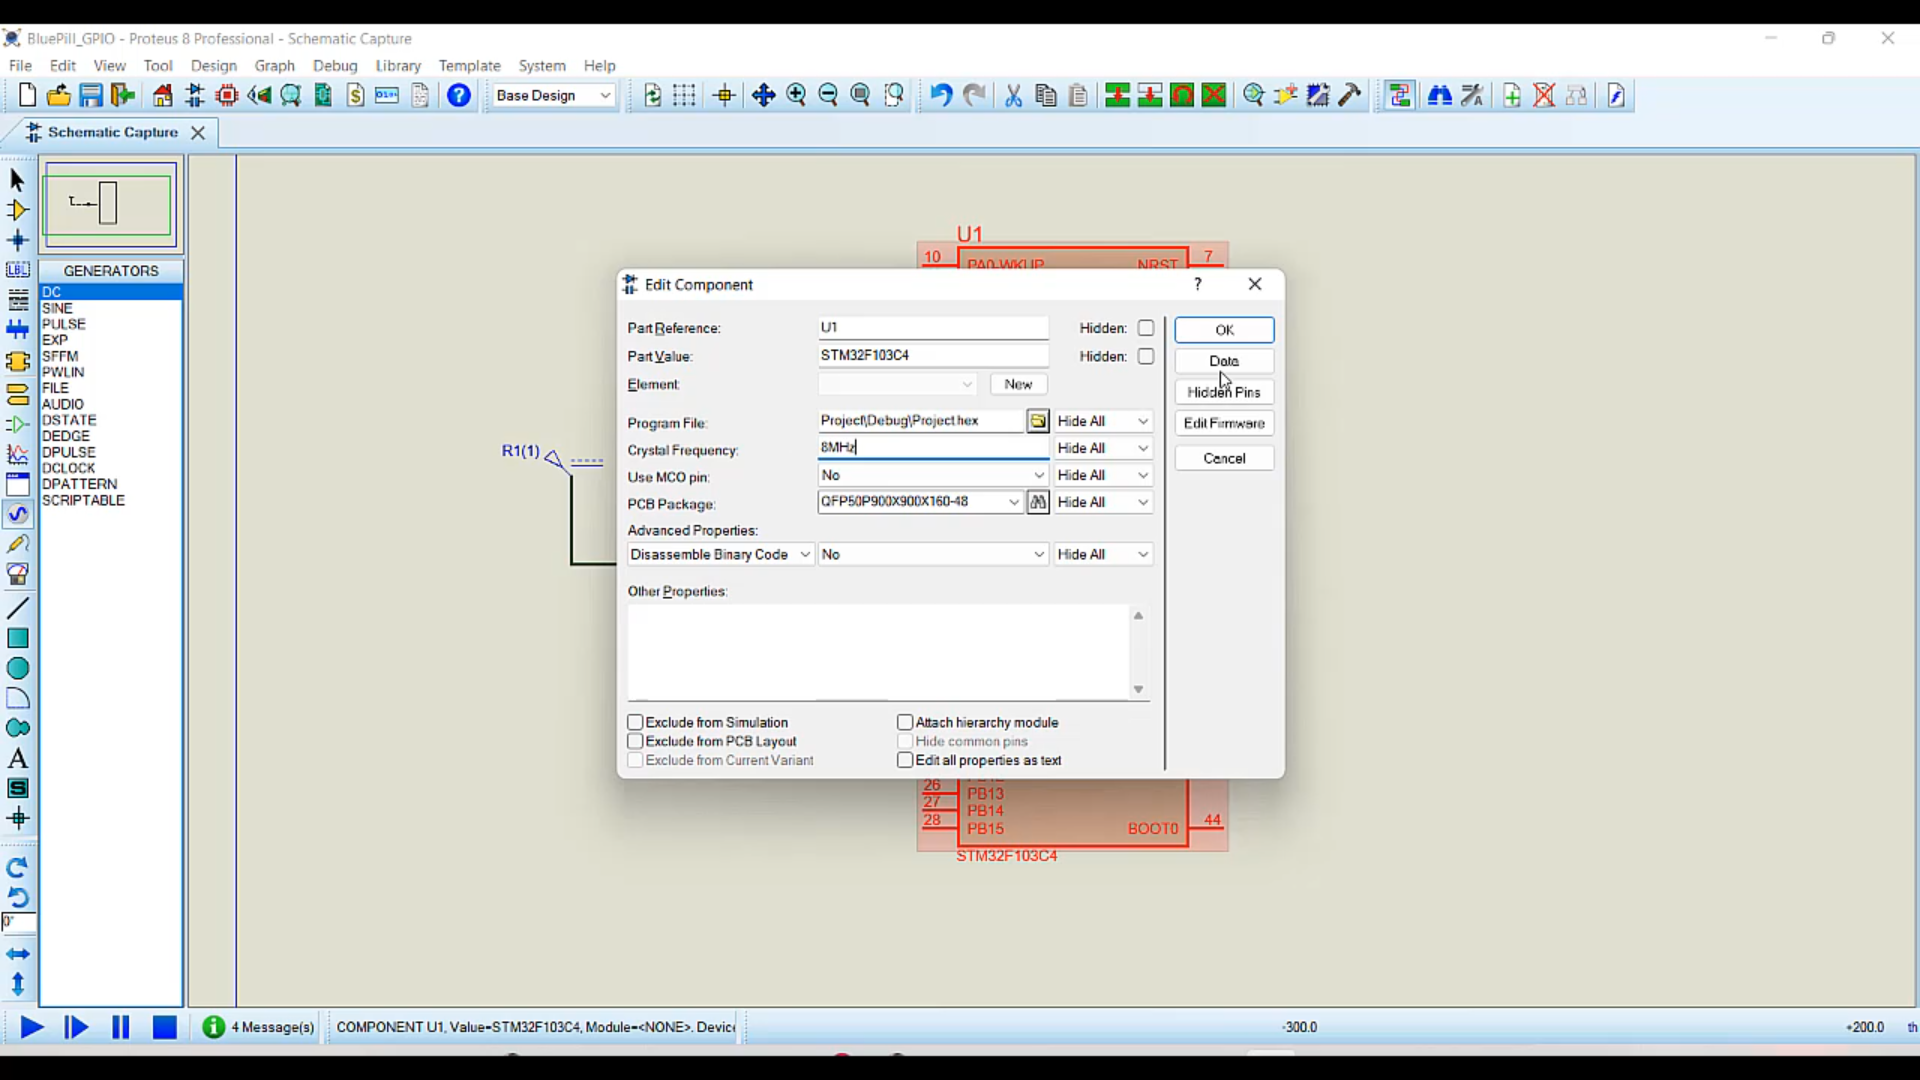 BluePill_GPIO - Proteus 8 Professional - Schematic Capture
File Edit View Tool Design Graph Debug Library Template System Help
Base Design
Schematic Capture
GENERATORS
DC
SINE
PULSE
EXP
SFFM
PWLIN
FILE
AUDIO
DSTATE
DEDGE
DPULSE
DCLOCK
DPATTERN
SCRIPTABLE
LBL
A
S
0°
R1(1)
U1
10 PA0-WKUP NRST 7
Edit Component ?
Part Reference: U1 Hidden:
Part Value: STM32F103C4 Hidden:
Element: New
Program File: Project\Debug\Project.hex Hide All
Crystal Frequency: 8MHz Hide All
Use MCO pin: No Hide All
PCB Package: QFP50P900X900X160-48 Hide All
Advanced Properties:
Disassemble Binary Code No Hide All
Other Properties:
Exclude from Simulation Attach hierarchy module
Exclude from PCB Layout Hide common pins
Exclude from Current Variant Edit all properties as text
OK
Data
Hidden Pins
Edit Firmware
Cancel
26 PB13
27 PB14
28 PB15 BOOT0 44
STM32F103C4
4 Message(s) COMPONENT U1, Value=STM32F103C4, Module=<NONE>. Device -300.0 +200.0 th